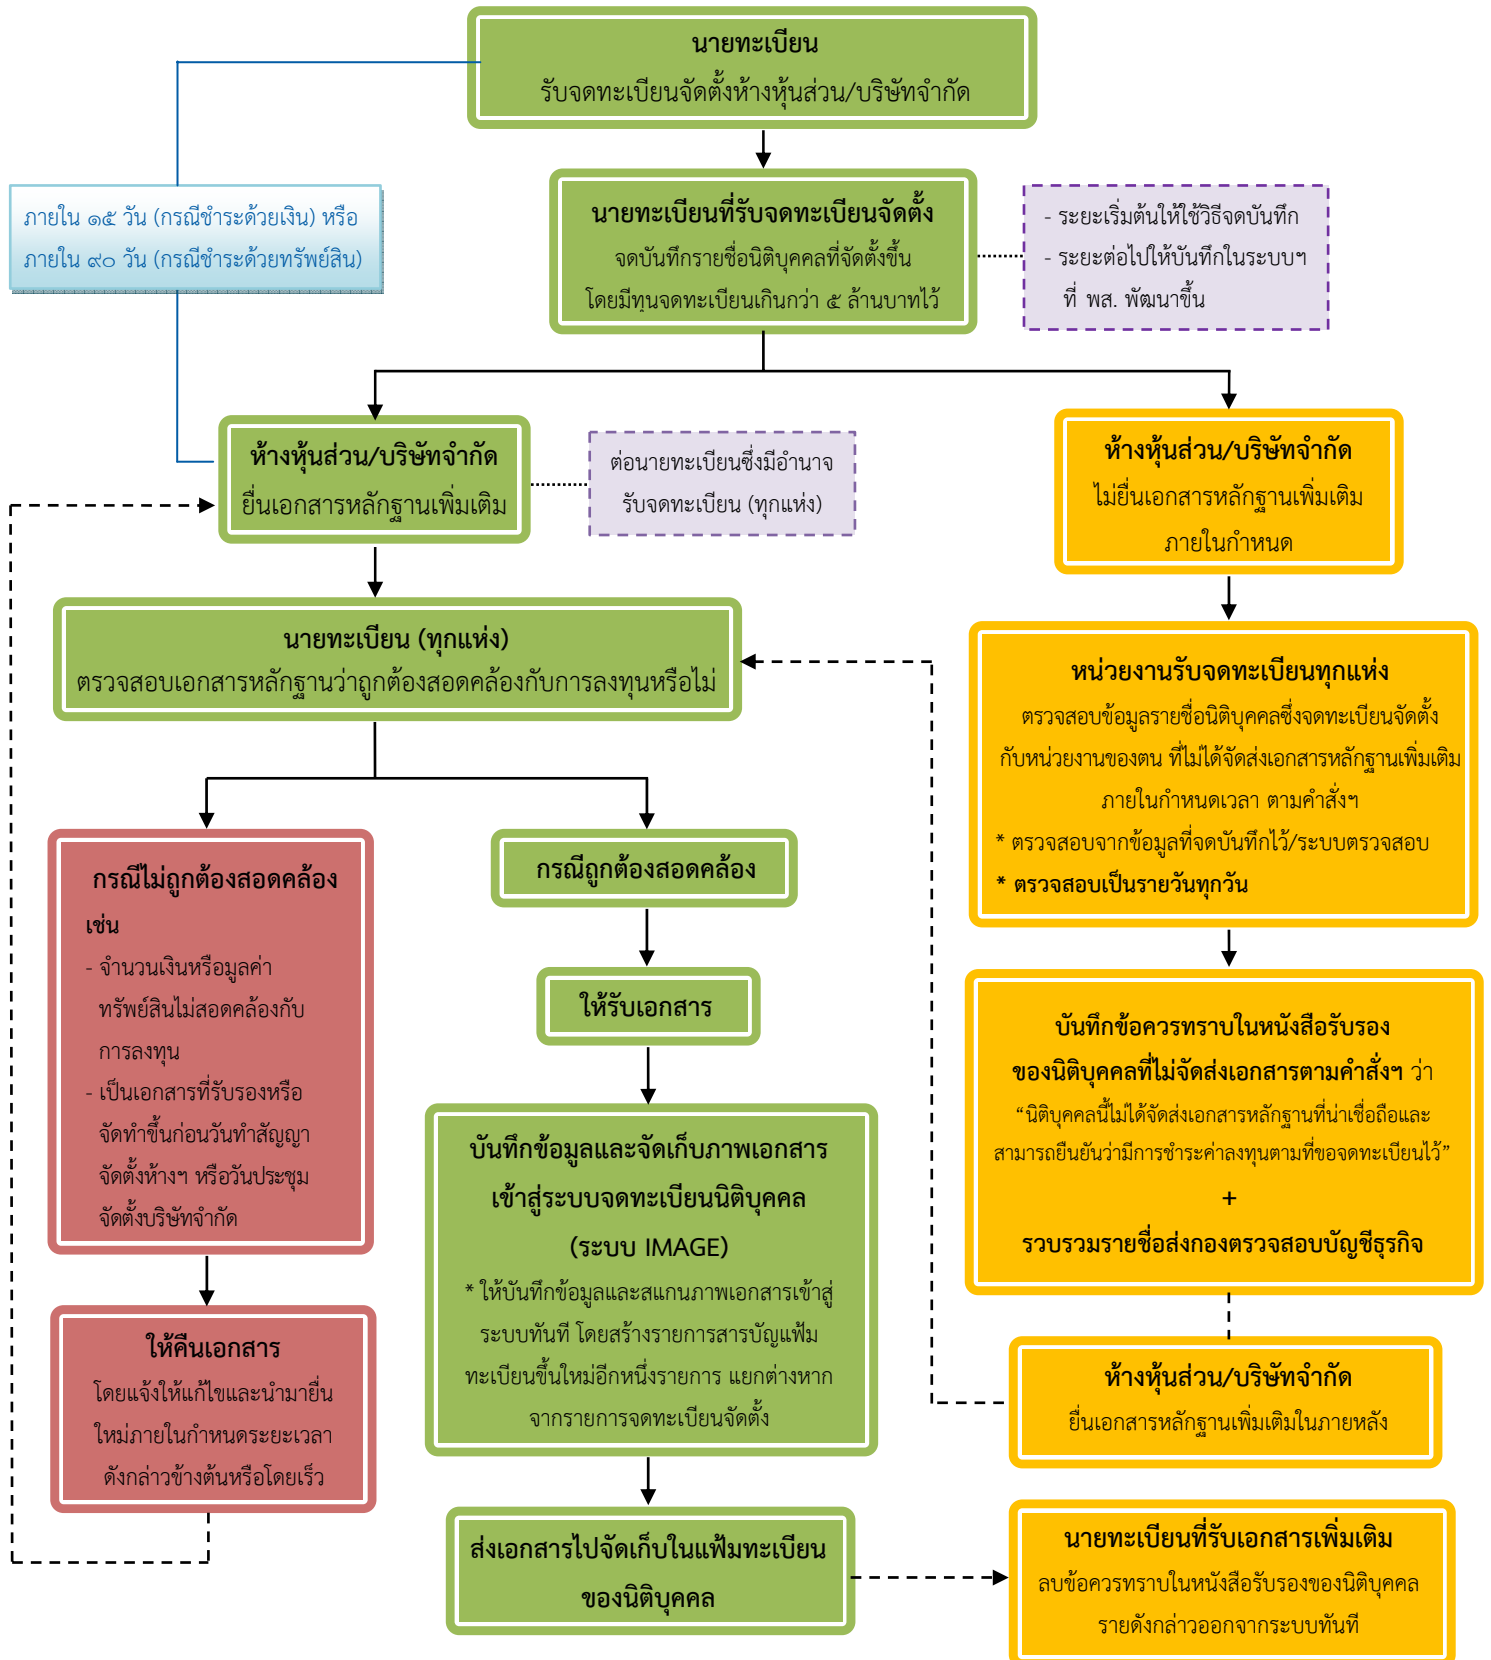 นายทะเบียน
รับจดทะเบียนจัดตั้งห้างหุ้นส่วน/บริษัทจำกัด
ภายใน ๑๕ วัน (กรณีชำระด้วยเงิน) หรือ
ภายใน ๙๐ วัน (กรณีชำระด้วยทรัพย์สิน)
นายทะเบียนที่รับจดทะเบียนจัดตั้ง
จดบันทึกรายชื่อนิติบุคคลที่จัดตั้งขึ้น
โดยมีทุนจดทะเบียนเกินกว่า ๕ ล้านบาทไว้
- ระยะเริ่มต้นให้ใช้วิธีจดบันทึก
- ระยะต่อไปให้บันทึกในระบบฯ
ที่ พส. พัฒนาขึ้น
ห้างหุ้นส่วน/บริษัทจำกัด
ยื่นเอกสารหลักฐานเพิ่มเติม
ต่อนายทะเบียนซึ่งมีอำนาจ
รับจดทะเบียน (ทุกแห่ง)
ห้างหุ้นส่วน/บริษัทจำกัด
ไม่ยื่นเอกสารหลักฐานเพิ่มเติม
ภายในกำหนด
นายทะเบียน (ทุกแห่ง)
ตรวจสอบเอกสารหลักฐานว่าถูกต้องสอดคล้องกับการลงทุนหรือไม่
หน่วยงานรับจดทะเบียนทุกแห่ง
ตรวจสอบข้อมูลรายชื่อนิติบุคคลซึ่งจดทะเบียนจัดตั้ง
กับหน่วยงานของตน ที่ไม่ได้จัดส่งเอกสารหลักฐานเพิ่มเติม
ภายในกำหนดเวลา ตามคำสั่งฯ
* ตรวจสอบจากข้อมูลที่จดบันทึกไว้/ระบบตรวจสอบ
* ตรวจสอบเป็นรายวันทุกวัน
กรณีไม่ถูกต้องสอดคล้อง
เช่น
- จำนวนเงินหรือมูลค่า
ทรัพย์สินไม่สอดคล้องกับ
การลงทุน
- เป็นเอกสารที่รับรองหรือ
จัดทำขึ้นก่อนวันทำสัญญา
จัดตั้งห้างฯ หรือวันประชุม
จัดตั้งบริษัทจำกัด
กรณีถูกต้องสอดคล้อง
ให้รับเอกสาร
บันทึกข้อมูลและจัดเก็บภาพเอกสาร
เข้าสู่ระบบจดทะเบียนนิติบุคคล
(ระบบ IMAGE)
* ให้บันทึกข้อมูลและสแกนภาพเอกสารเข้าสู่
ระบบทันที โดยสร้างรายการสารบัญแฟ้ม
ทะเบียนขึ้นใหม่อีกหนึ่งรายการ แยกต่างหาก
จากรายการจดทะเบียนจัดตั้ง
บันทึกข้อควรทราบในหนังสือรับรอง
ของนิติบุคคลที่ไม่จัดส่งเอกสารตามคำสั่งฯ ว่า
“นิติบุคคลนี้ไม่ได้จัดส่งเอกสารหลักฐานที่น่าเชื่อถือและ
สามารถยืนยันว่ามีการชำระค่าลงทุนตามที่ขอจดทะเบียนไว้”
+
รวบรวมรายชื่อส่งกองตรวจสอบบัญชีธุรกิจ
ให้คืนเอกสาร
โดยแจ้งให้แก้ไขและนำมายื่น
ใหม่ภายในกำหนดระยะเวลา
ดังกล่าวข้างต้นหรือโดยเร็ว
ห้างหุ้นส่วน/บริษัทจำกัด
ยื่นเอกสารหลักฐานเพิ่มเติมในภายหลัง
ส่งเอกสารไปจัดเก็บในแฟ้มทะเบียน
ของนิติบุคคล
นายทะเบียนที่รับเอกสารเพิ่มเติม
ลบข้อควรทราบในหนังสือรับรองของนิติบุคคล
รายดังกล่าวออกจากระบบทันที